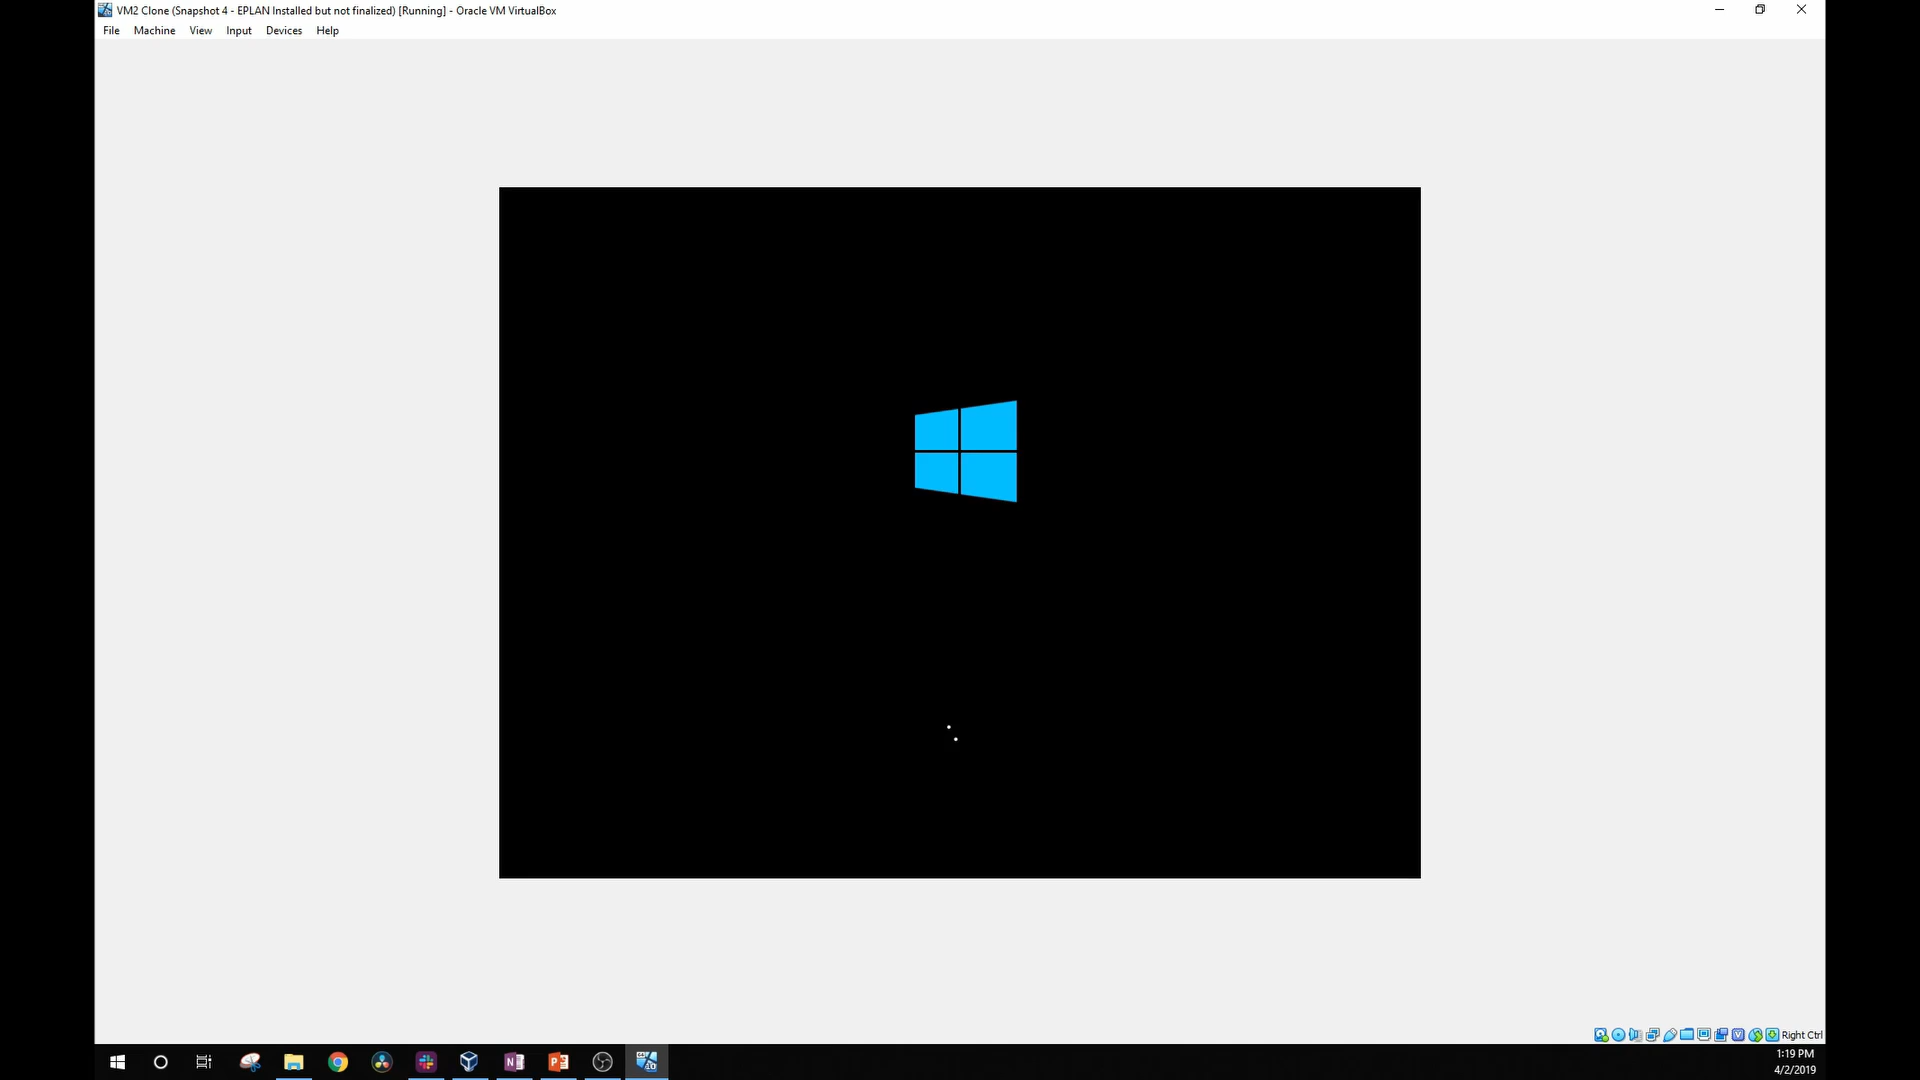 VM2 Clone (Snapshot 4 - EPLAN Installed but not finalized) [Running] - Oracle VM VirtualBox
File Machine View Input Devices Help
Right Ctrl
1:19 PM
4/2/2019